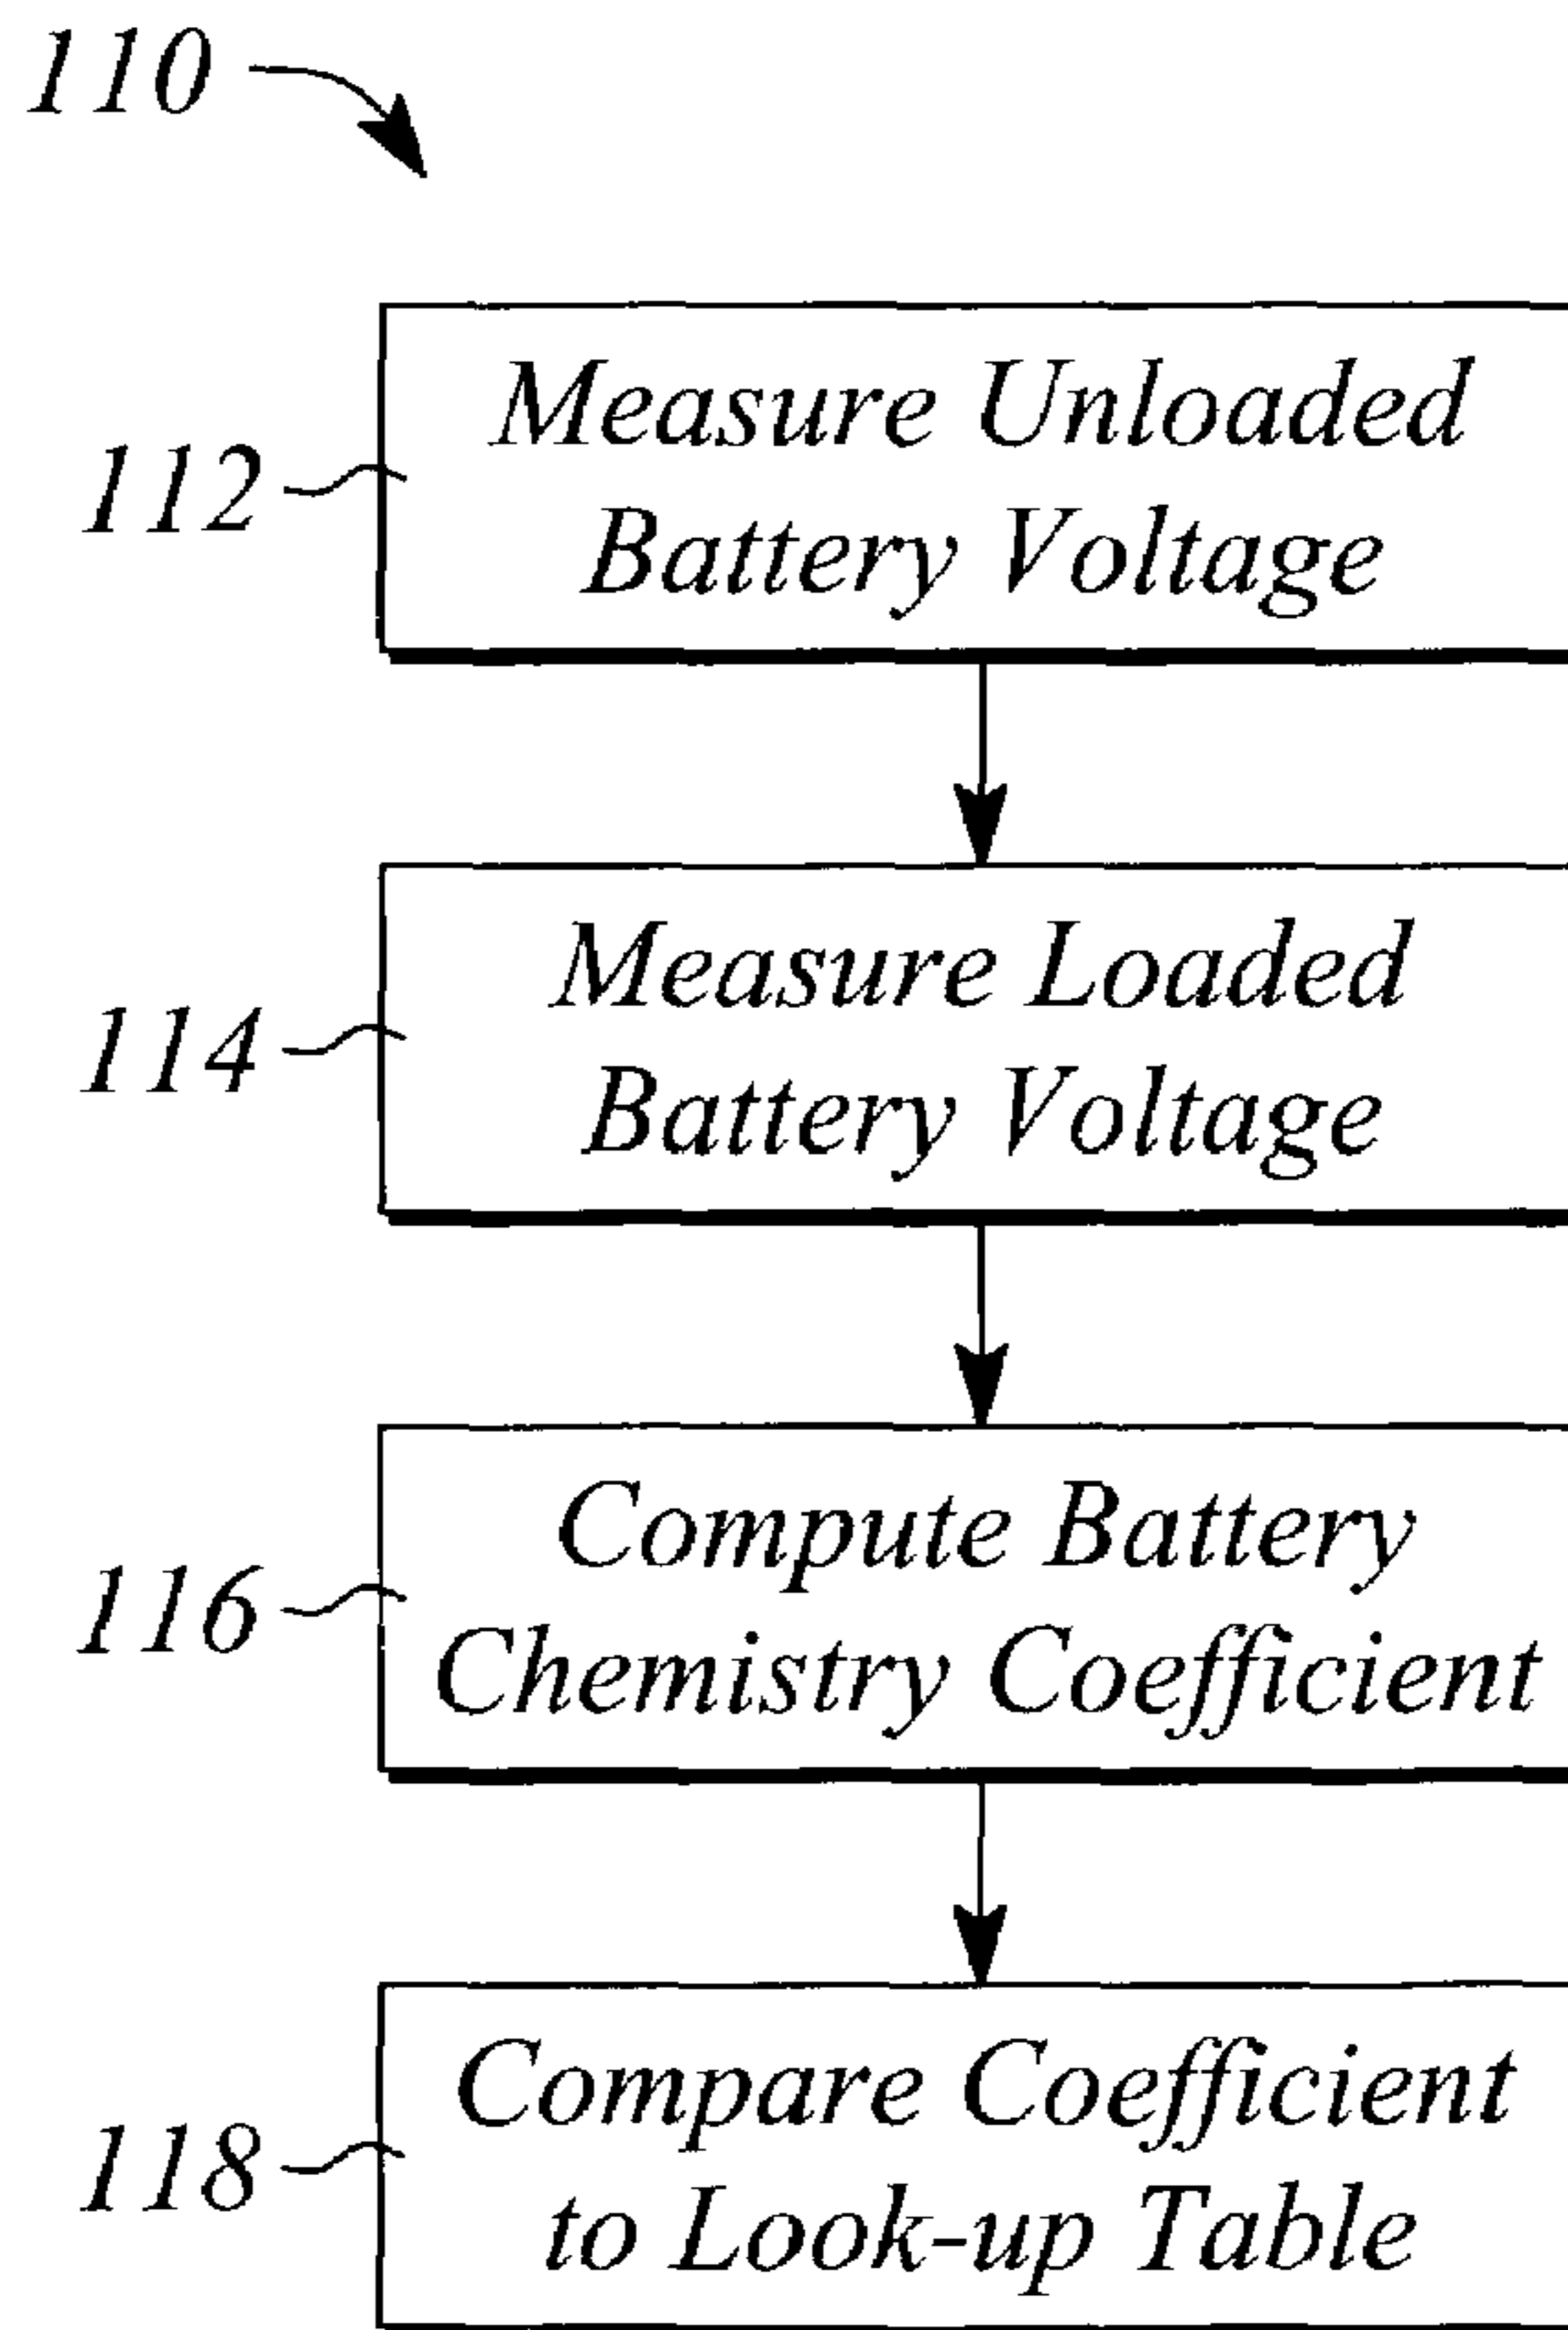 110
112
Measure Unloaded
Battery Voltage
114
Measure Loaded
Battery Voltage
116
Compute Battery
Chemistry Coefficient
118
Compare Coefficient
to Look-up Table